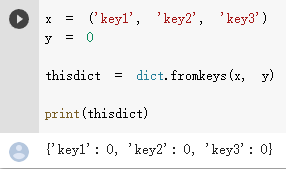 x = ('key1', 'key2', 'key3')
y = 0
thisdict = dict.fromkeys(x, y)
print(thisdict)
{'key1': 0, 'key2': 0, 'key3': 0}